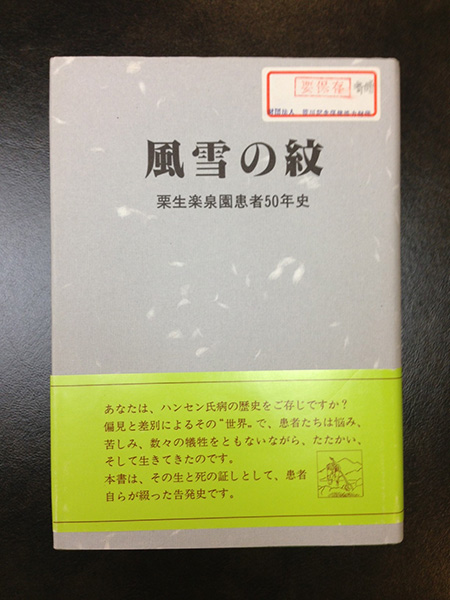 要保存
財団法人
風雪の紋
栗生楽泉園患者50年史
あなたは、ハンセン氏病の歴史をご存じですか?
偏見と差別によるその"世界„で、患者たちは悩み、
苦しみ、数々の犠牲をともないながら、たたかい、
そして生きてきたのです。
本書は、その生と死の証しとして、患者
自らが綴った告発史です。